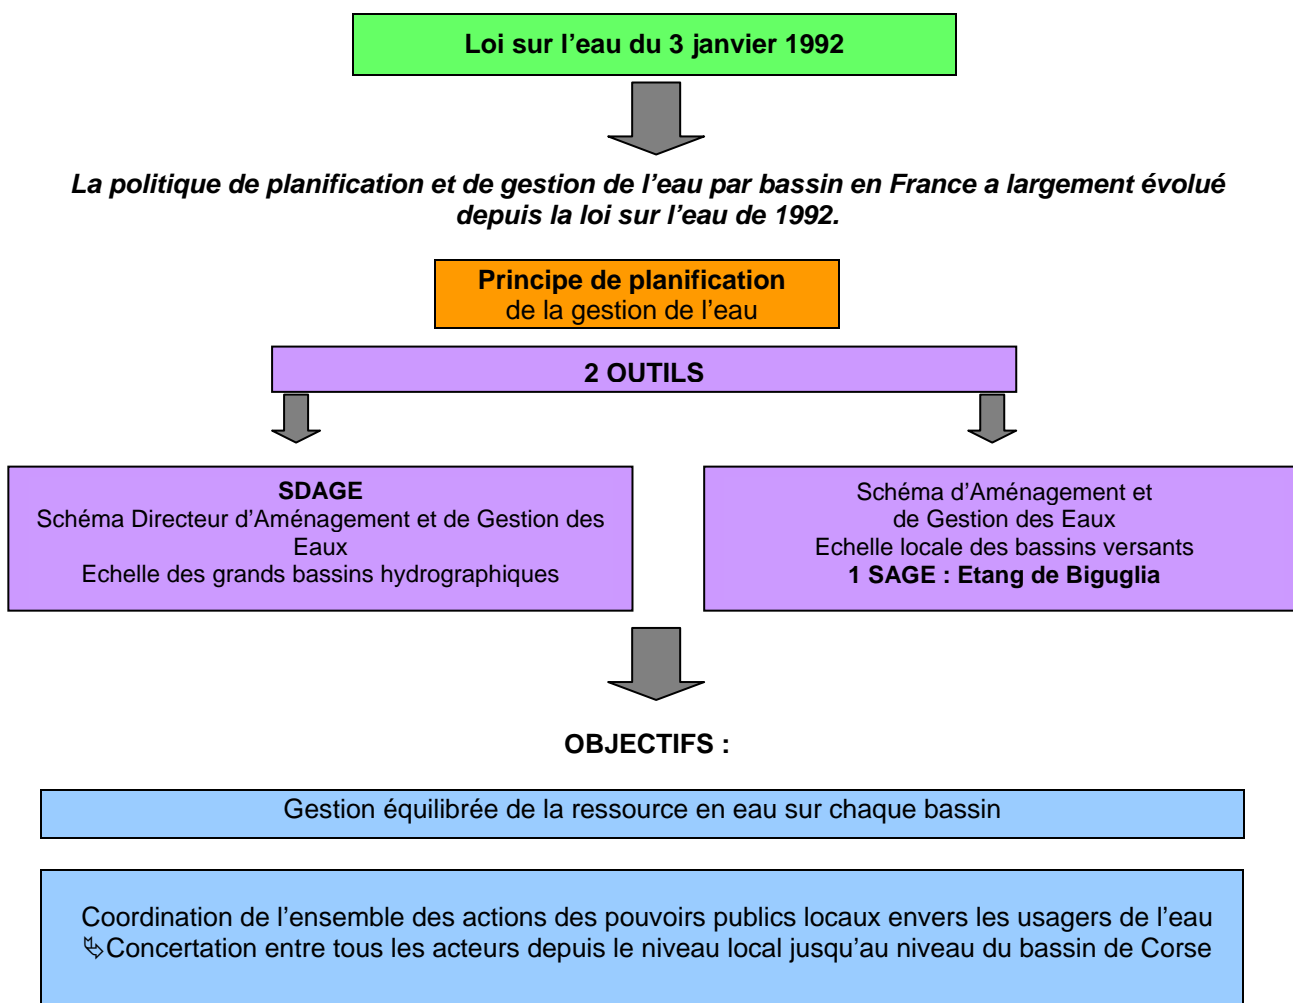 Loi sur l’eau du 3 janvier 1992
La politique de planification et de gestion de l’eau par bassin en France a largement évolué
depuis la loi sur l’eau de 1992.
Principe de planification
de la gestion de l’eau
2 OUTILS
SDAGE
Schéma Directeur d’Aménagement et de Gestion des
Eaux
Echelle des grands bassins hydrographiques
Schéma d’Aménagement et
de Gestion des Eaux
Echelle locale des bassins versants
1 SAGE : Etang de Biguglia
OBJECTIFS :
Gestion équilibrée de la ressource en eau sur chaque bassin
Coordination de l’ensemble des actions des pouvoirs publics locaux envers les usagers de l’eau
Concertation entre tous les acteurs depuis le niveau local jusqu’au niveau du bassin de Corse